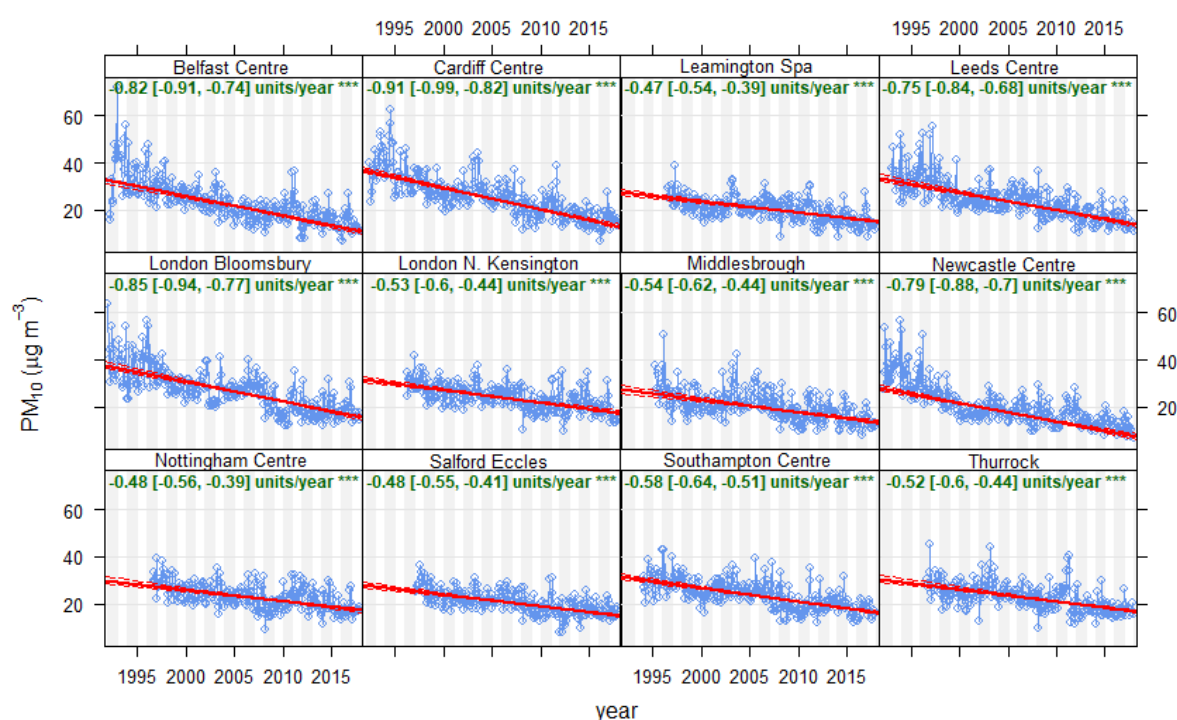 1995 2000 2005 2010 2015
Belfast Centre Cardiff Centre Leamington Spa Leeds Centre
-0.82 [-0.91, -0.74] units/year *** -0.91 [-0.99, -0.82] units/year *** -0.47 [-0.54, -0.39] units/year *** -0.75 [-0.84, -0.68] units/year ***
60
40
20
London Bloomsbury London N. Kensington Middlesbrough Newcastle Centre
-0.85 [-0.94, -0.77] units/year *** -0.53 [-0.6, -0.44] units/year *** -0.54 [-0.62, -0.44] units/year *** -0.79 [-0.88, -0.7] units/year ***
60
40
20
Nottingham Centre Salford Eccles Southampton Centre Thurrock
-0.48 [-0.56, -0.39] units/year *** -0.48 [-0.55, -0.41] units/year *** -0.58 [-0.64, -0.51] units/year *** -0.52 [-0.6, -0.44] units/year ***
60
40
20
1995 2000 2005 2010 2015
1995 2000 2005 2010 2015
1995 2000 2005 2010 2015
year
PM₁₀ (µg m⁻³)